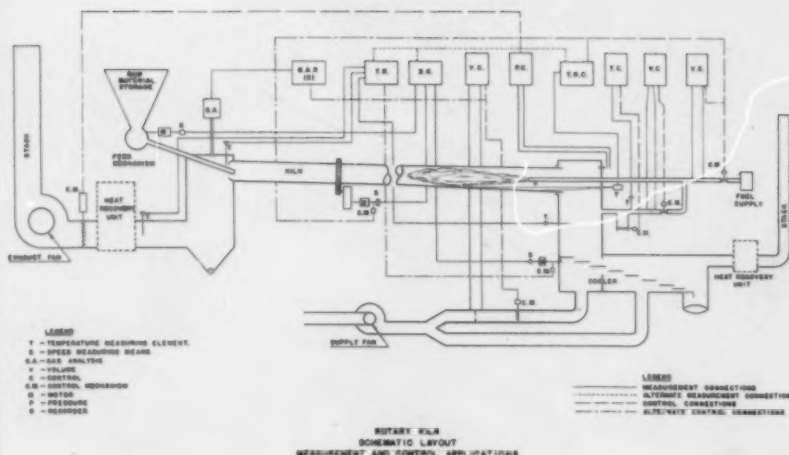 RAW
MATERIAL
STORAGE
G.A.R
(C)
T.R.
S.R.
V.C.
P.C.
T.R.C.
T.C.
V.C.
V.C.
G.A.
M
S
T
FEED
MECHANISM
STACK
C.M.
HEAT
RECOVERY
UNIT
T
EXHAUST FAN
KILN
M
S
C.M.
T
T
C.M.
C.M.
C.M.
FUEL
SUPPLY
STACK
S
M
C.M.
COOLER
C.M.
HEAT RECOVERY
UNIT
SUPPLY FAN
LEGEND
T - TEMPERATURE MEASURING ELEMENT.
S - SPEED MEASURING MEANS
G.A. - GAS ANALYSIS
V - VOLUME
C - CONTROL
C.M. - CONTROL MECHANISM
M - MOTOR
P - PRESSURE
R - RECORDER
LEGEND
MEASUREMENT CONNECTIONS
ALTERNATE MEASUREMENT CONNECTIONS
CONTROL CONNECTIONS
ALTERNATE CONTROL CONNECTIONS
ROTARY KILN
SCHEMATIC LAYOUT
MEASUREMENT AND CONTROL APPLICATIONS